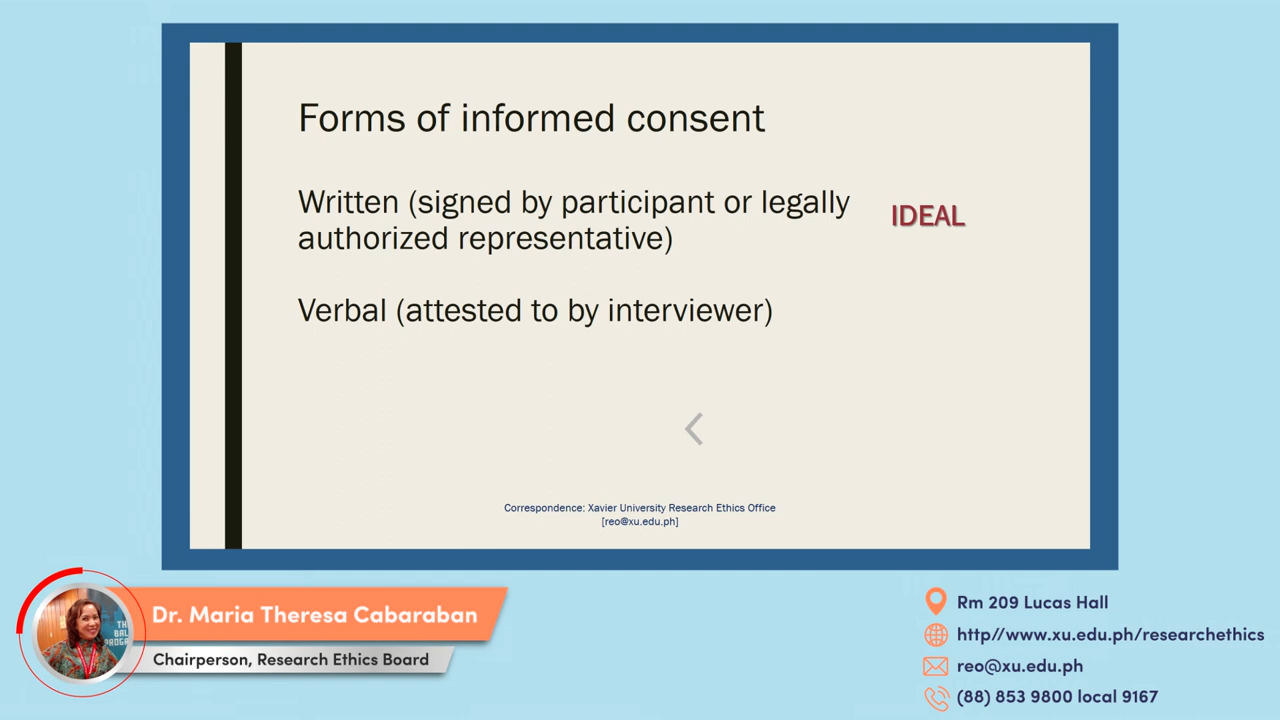 Forms of informed consent
Written (signed by participant or legally
authorized representative)
IDEAL
Verbal (attested to by interviewer)
Correspondence: Xavier University Research Ethics Office
[reo@xu.edu.ph]
Dr. Maria Theresa Cabaraban
Chairperson, Research Ethics Board
Rm 209 Lucas Hall
http//www.xu.edu.ph/researchethics
reo@xu.edu.ph
(88) 853 9800 local 9167